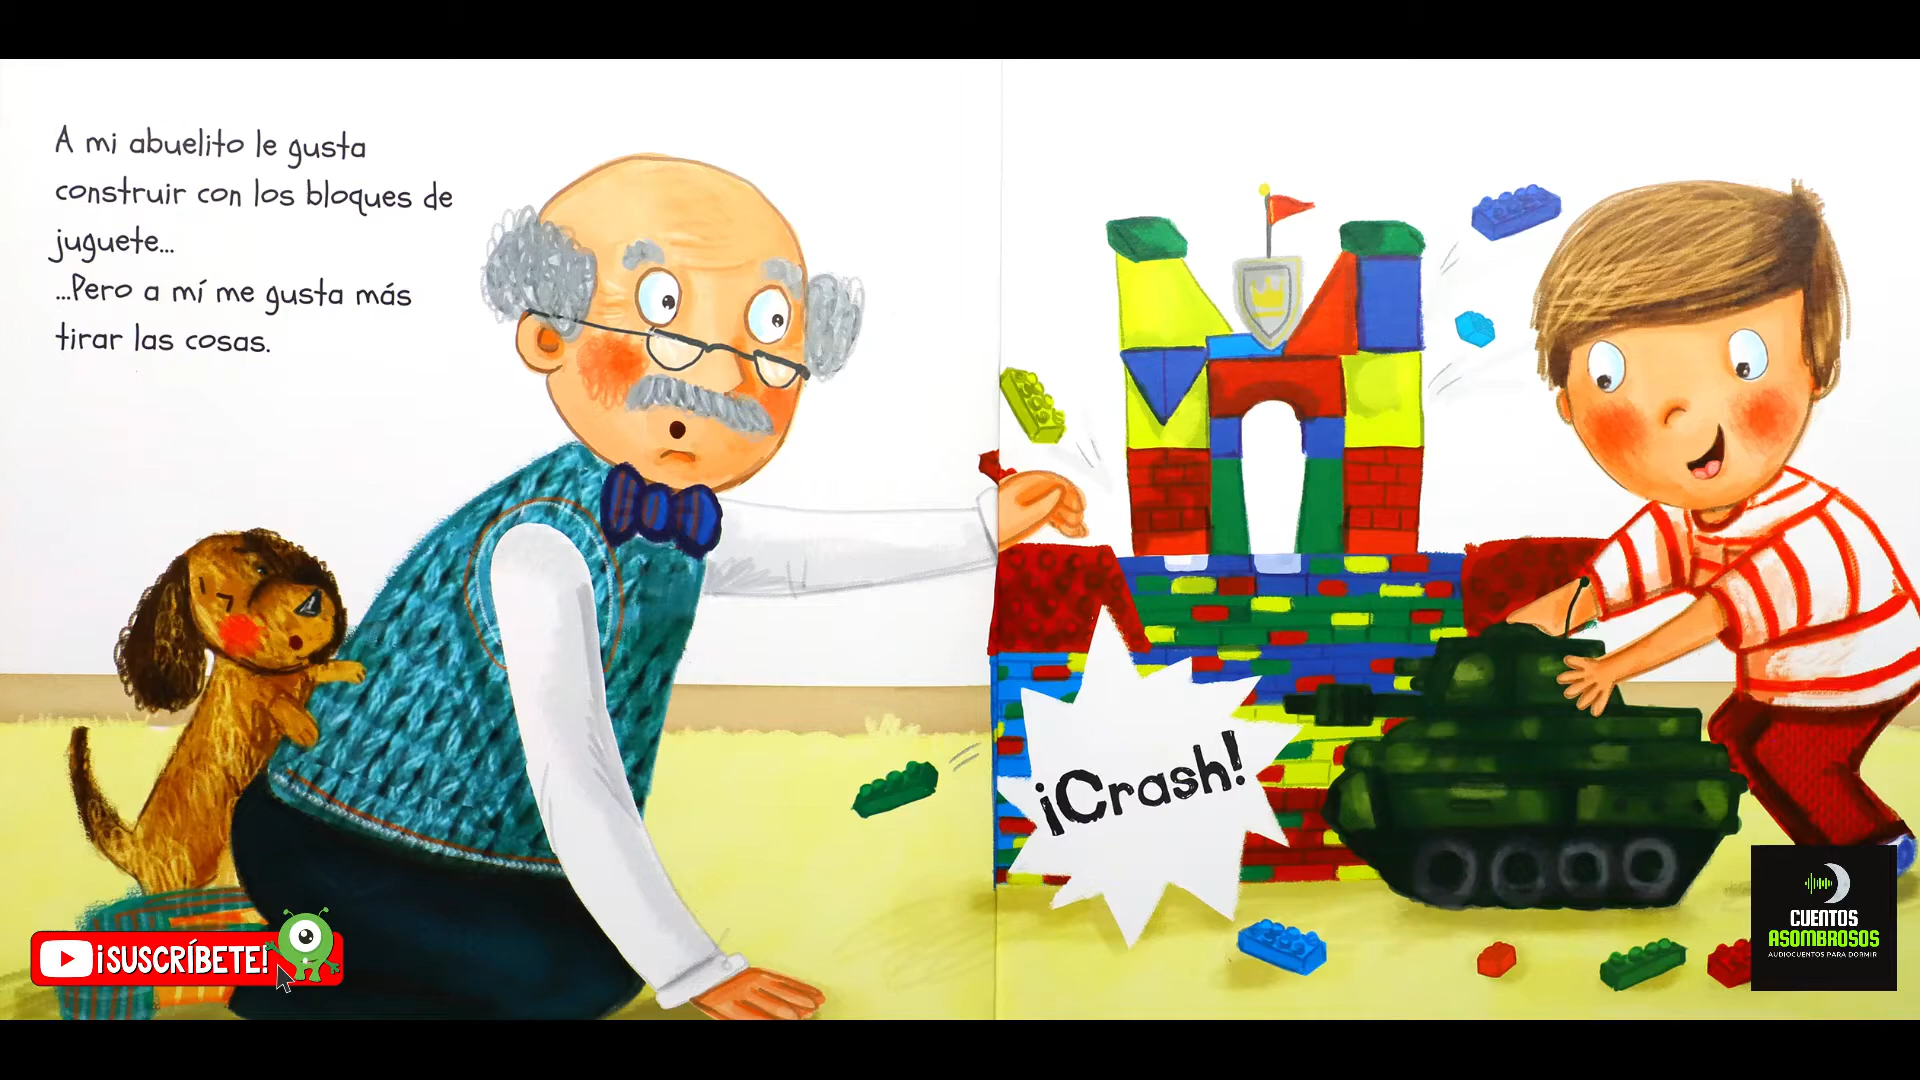 A mi abuelito le gusta
construir con los bloques de
juguete...
...Pero a mí me gusta más
tirar las cosas.
¡Crash!
¡SUSCRÍBETE!
CUENTOS
ASOMBROSOS
AUDIOCUENTOS PARA DORMIR